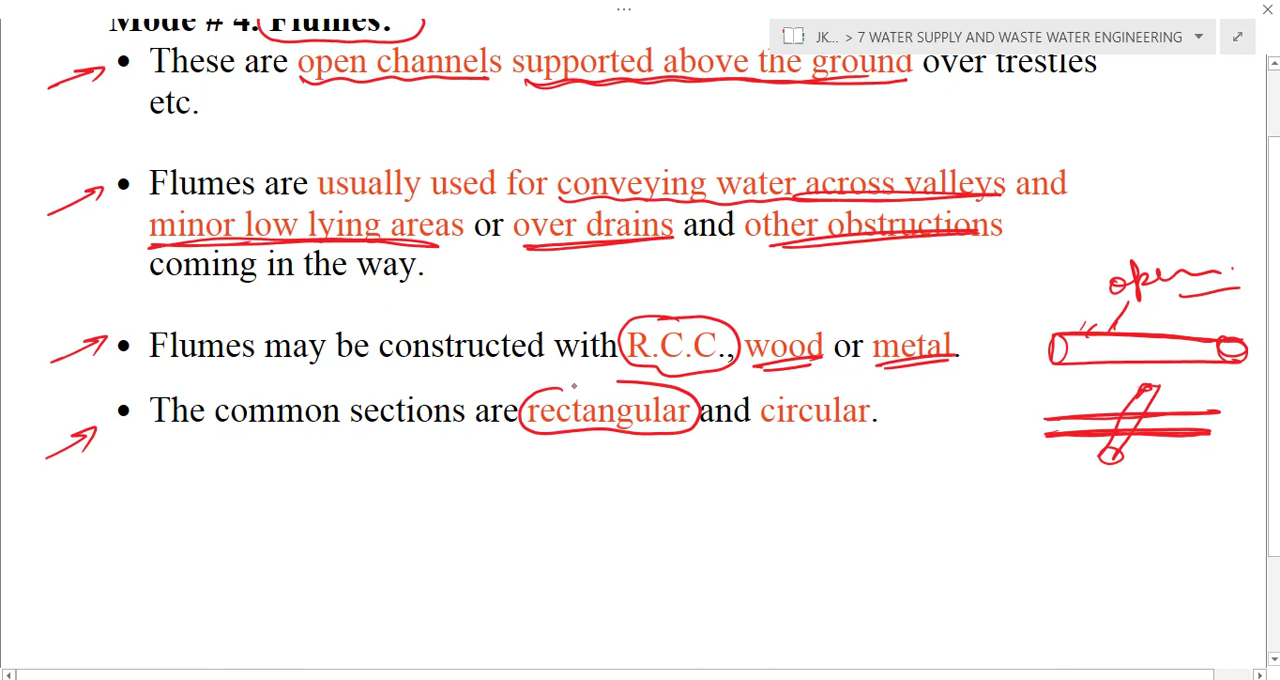 Mode # 4. Flumes:
JK... > 7 WATER SUPPLY AND WASTE WATER ENGINEERING
• These are open channels supported above the ground over trestles
etc.
• Flumes are usually used for conveying water across valleys and
minor low lying areas or over drains and other obstructions
coming in the way.
open
• Flumes may be constructed with R.C.C., wood or metal.
• The common sections are rectangular and circular.